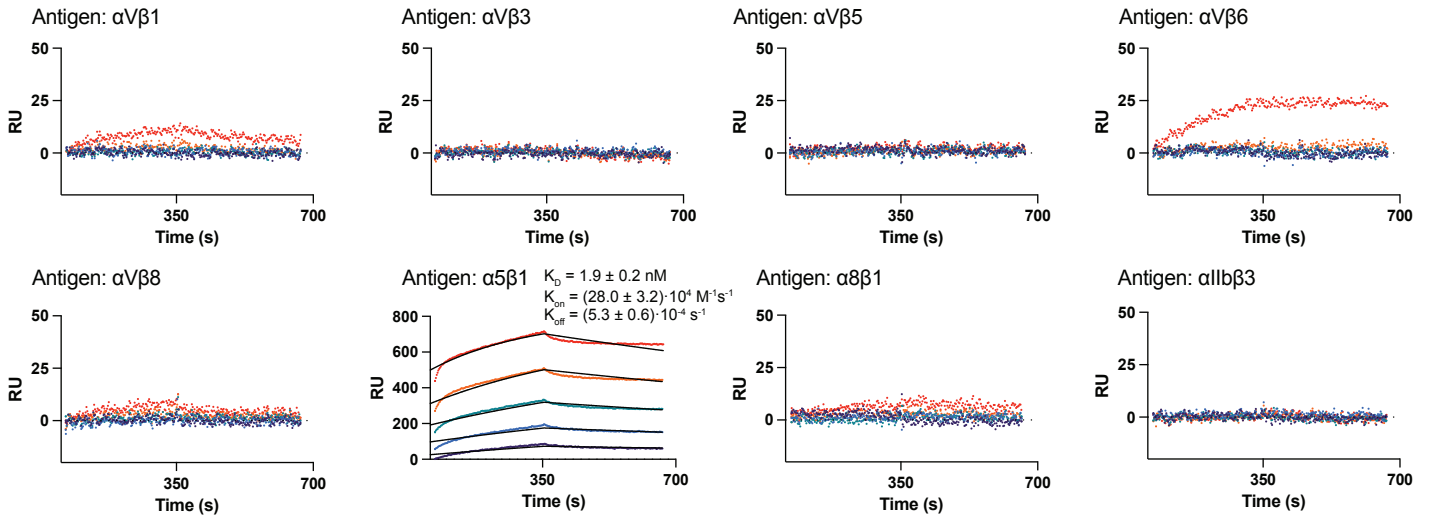 Antigen: αVβ1
Antigen: αVβ3
Antigen: αVβ5
Antigen: αVβ6
50
25
0
RU
350
700
Time (s)
50
25
0
RU
350
700
Time (s)
50
25
0
RU
350
700
Time (s)
50
25
0
RU
350
700
Time (s)
Antigen: αVβ8
Antigen: α5β1
K_D = 1.9 ± 0.2 nM
K_on = (28.0 ± 3.2)·10⁴ M⁻¹s⁻¹
K_off = (5.3 ± 0.6)·10⁻⁴ s⁻¹
Antigen: α8β1
Antigen: αIIbβ3
50
25
0
RU
350
700
Time (s)
800
600
400
200
0
RU
350
700
Time (s)
50
25
0
RU
350
700
Time (s)
50
25
0
RU
350
700
Time (s)